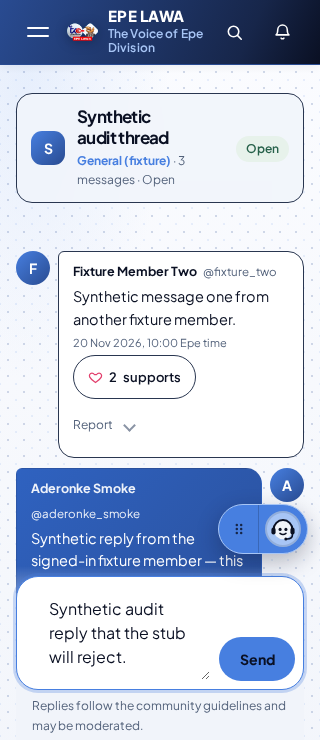 EPE LAWA
The Voice of Epe
Division
Synthetic
audit thread
S
General (fixture) · 3
messages · Open
Open
F
Fixture Member Two @fixture_two
Synthetic message one from
another fixture member.
20 Nov 2026, 10:00 Epe time
2 supports
Report
Aderonke Smoke
A
@aderonke_smoke
Synthetic reply from the
signed-in fixture member — this
Synthetic audit
reply that the stub
will reject.
Send
Replies follow the community guidelines and
may be moderated.